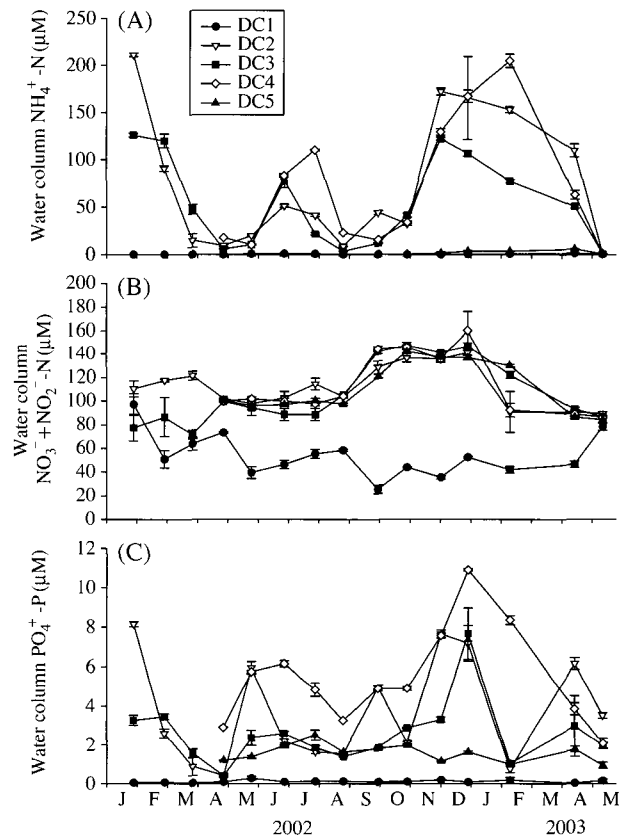 (A)
DC1
DC2
DC3
DC4
DC5
Water column NH₄⁺-N (μM)
250
200
150
100
50
0
(B)
Water column
NO₃⁻+NO₂⁻-N (μM)
180
160
140
120
100
80
60
40
20
0
(C)
Water column PO₄⁺-P (μM)
12
10
8
6
4
2
0
J F M A M J J A S O N D J F M A M
2002 2003